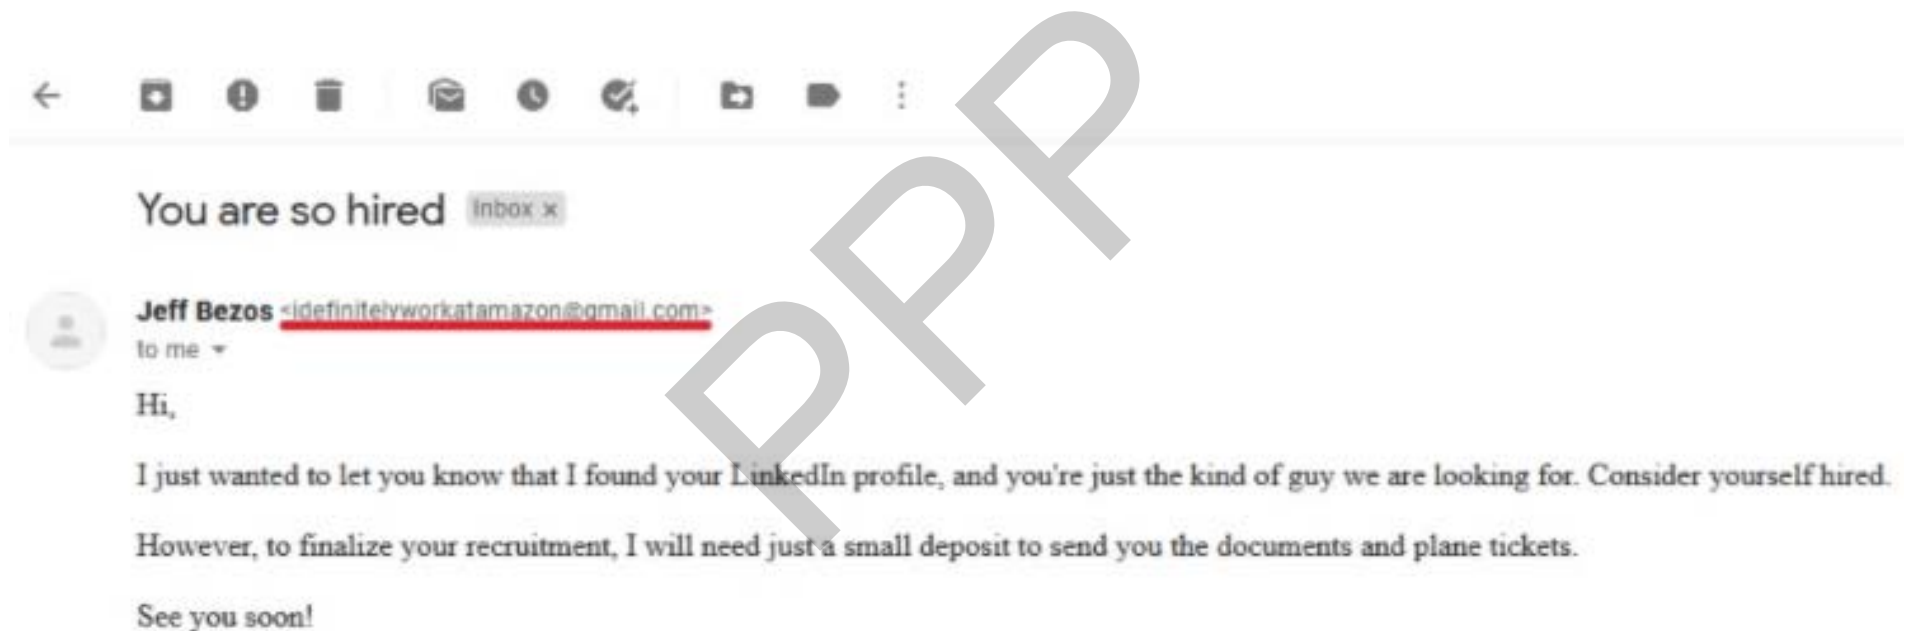 You are so hired Inbox x
Jeff Bezos <idefinitelyworkatamazon@gmail.com>
to me
Hi,
I just wanted to let you know that I found your LinkedIn profile, and you're just the kind of guy we are looking for. Consider yourself hired.
However, to finalize your recruitment, I will need just a small deposit to send you the documents and plane tickets.
See you soon!
PPP